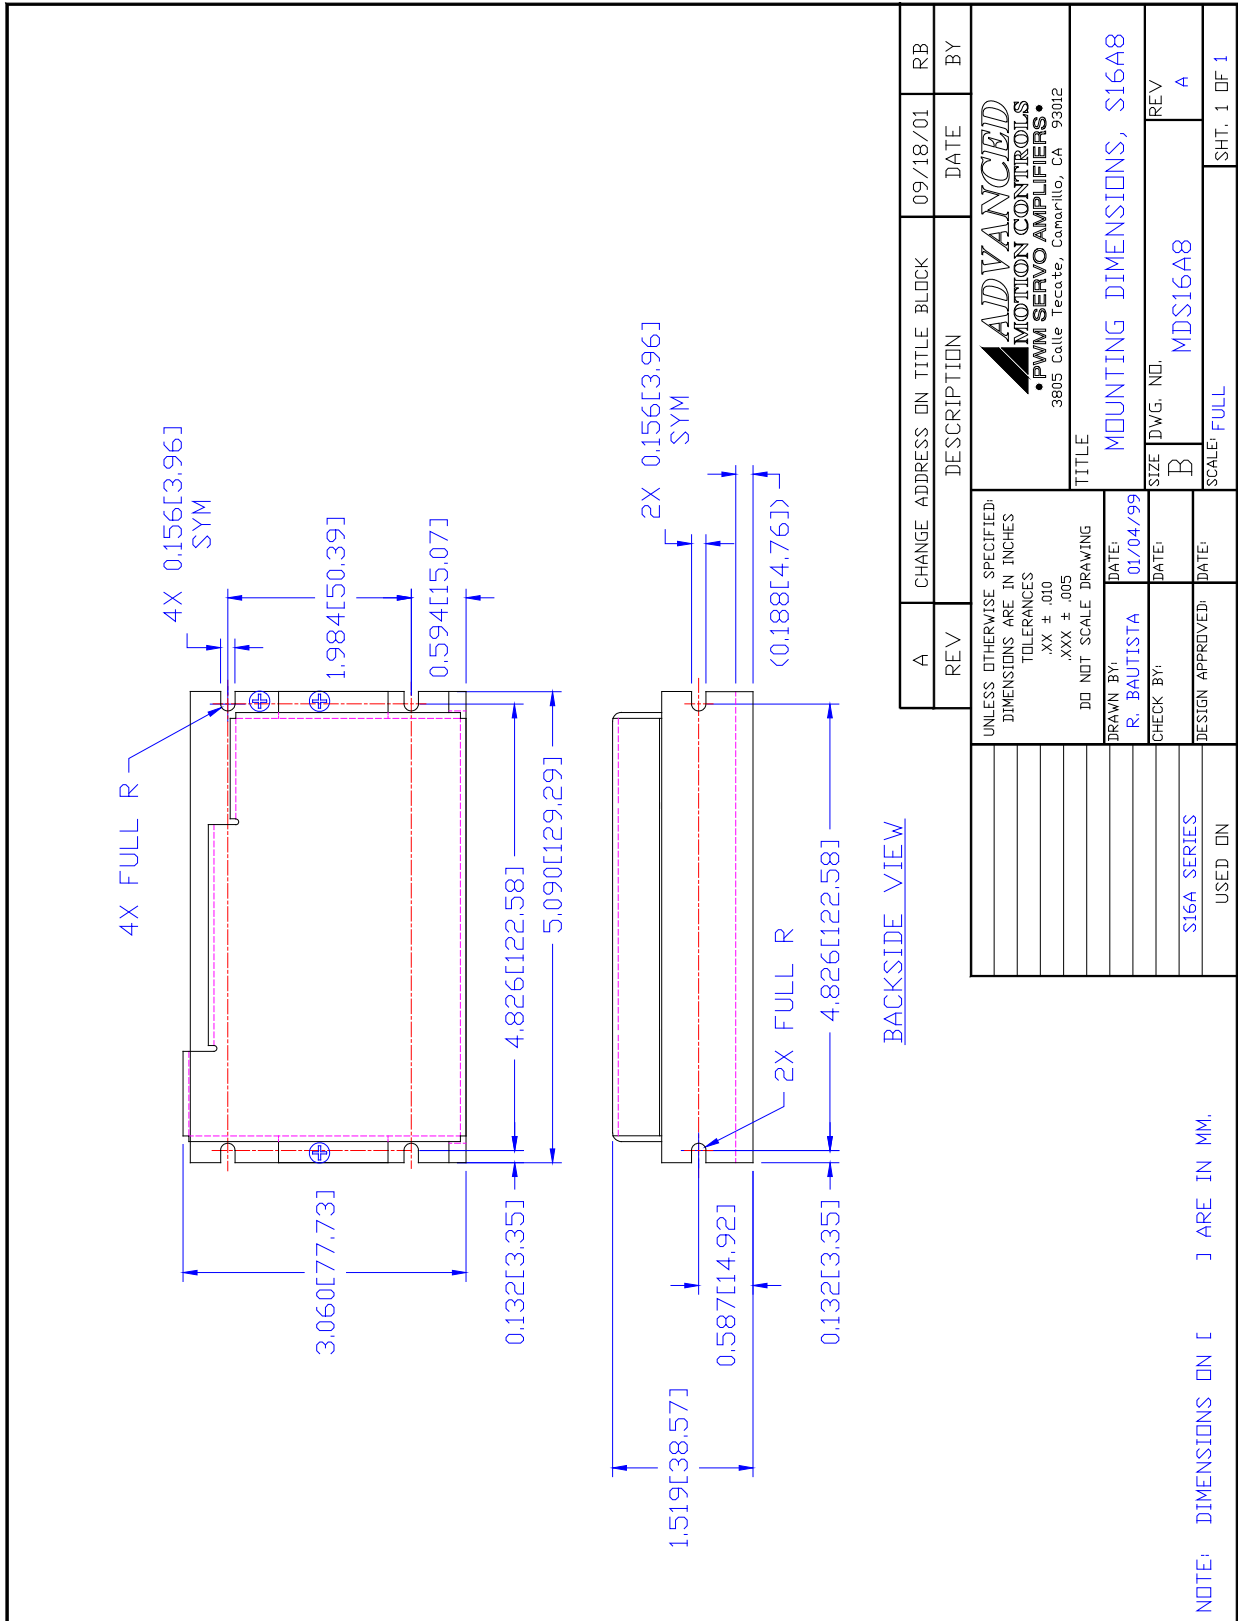 4X FULL R
4X 0.156[3.96]
SYM
3.060[77.73]
1.984[50.39]
0.594[15.07]
0.132[3.35]
4.826[122.58]
5.090[129.29]
2X 0.156[3.96]
SYM
1.519[38.57]
0.587[14.92]
2X FULL R
(0.188[4.76])
0.132[3.35]
4.826[122.58]
BACKSIDE VIEW
NOTE: DIMENSIONS ON [ ] ARE IN MM.
A CHANGE ADDRESS ON TITLE BLOCK 09/18/01 RB
REV DESCRIPTION DATE BY
UNLESS OTHERWISE SPECIFIED:
DIMENSIONS ARE IN INCHES
TOLERANCES
.XX ± .010
.XXX ± .005
DO NOT SCALE DRAWING
ADVANCED
MOTION CONTROLS
• PWM SERVO AMPLIFIERS •
3805 Calle Tecate, Camarillo, CA 93012
TITLE
MOUNTING DIMENSIONS, S16A8
DRAWN BY: DATE:
R. BAUTISTA 01/04/99
CHECK BY: DATE:
DESIGN APPROVED: DATE:
SIZE DWG. NO. REV
B MDS16A8 A
SCALE: FULL SHT. 1 OF 1
S16A SERIES
USED ON